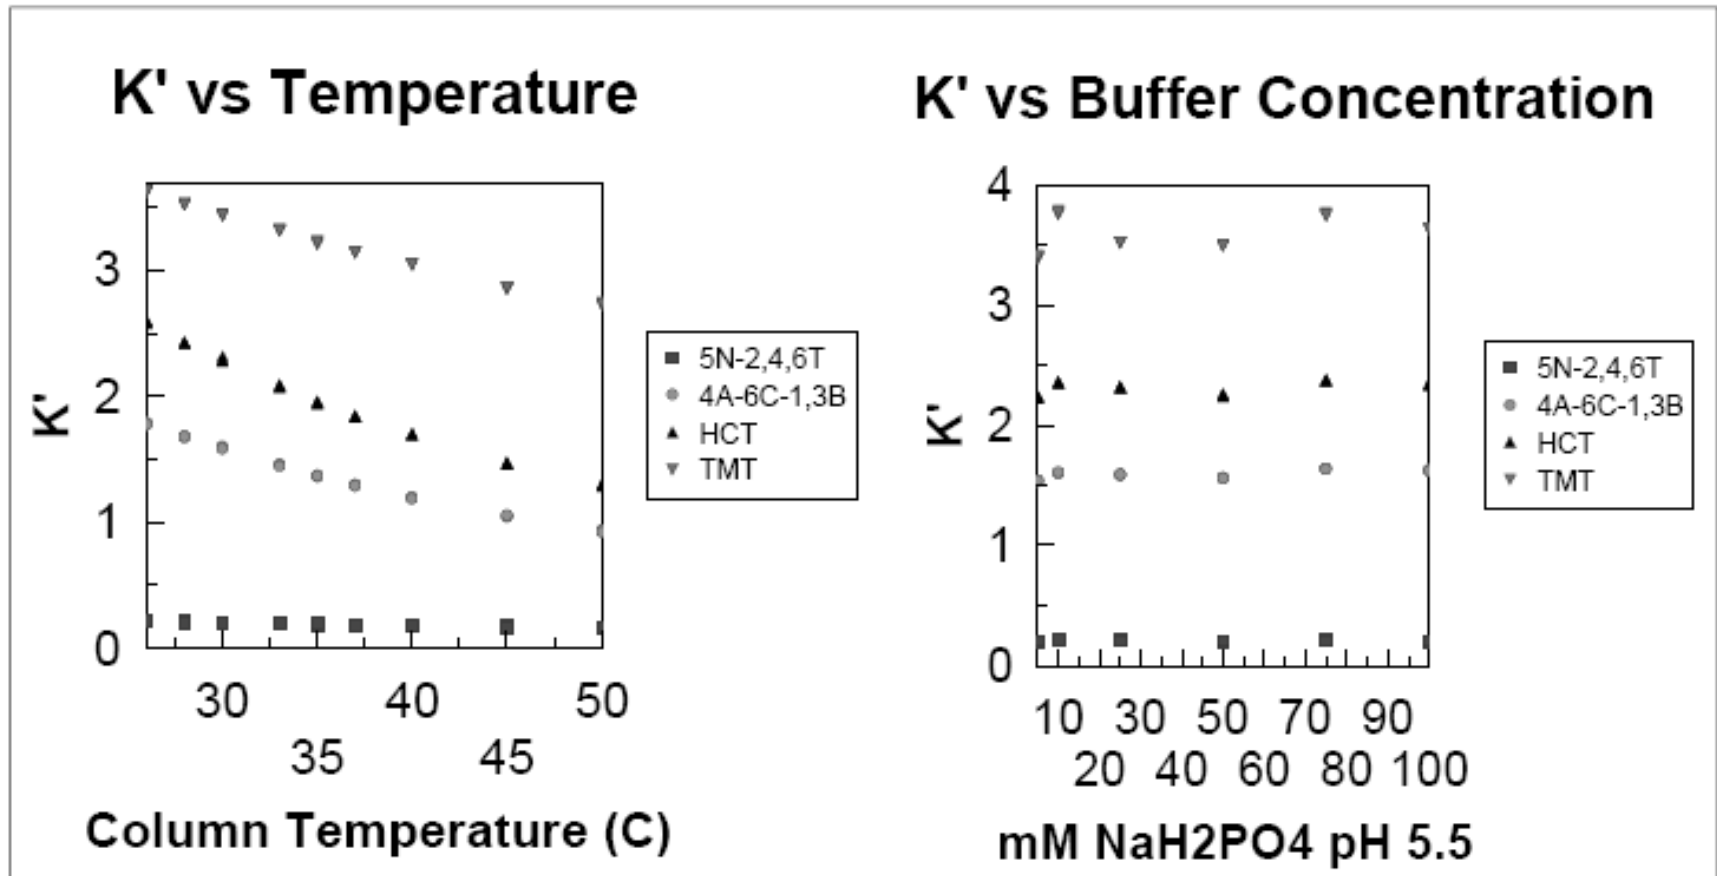 K' vs Temperature
3
2
1
0
K'
30
40
50
35
45
Column Temperature (C)
5N-2,4,6T
4A-6C-1,3B
HCT
TMT
K' vs Buffer Concentration
4
3
2
1
0
K'
10 30 50 70 90
20 40 60 80 100
mM NaH2PO4 pH 5.5
5N-2,4,6T
4A-6C-1,3B
HCT
TMT